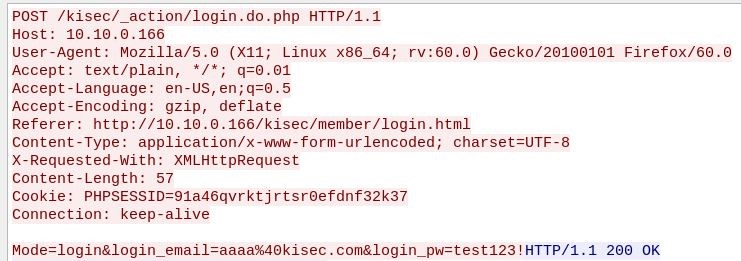 POST /kisec/_action/login.do.php HTTP/1.1
Host: 10.10.0.166
User-Agent: Mozilla/5.0 (X11; Linux x86_64; rv:60.0) Gecko/20100101 Firefox/60.0
Accept: text/plain, */*; q=0.01
Accept-Language: en-US,en;q=0.5
Accept-Encoding: gzip, deflate
Referer: http://10.10.0.166/kisec/member/login.html
Content-Type: application/x-www-form-urlencoded; charset=UTF-8
X-Requested-With: XMLHttpRequest
Content-Length: 57
Cookie: PHPSESSID=91a46qvrktjrtsr0efdnf32k37
Connection: keep-alive

Mode=login&login_email=aaaa%40kisec.com&login_pw=test123!HTTP/1.1 200 OK